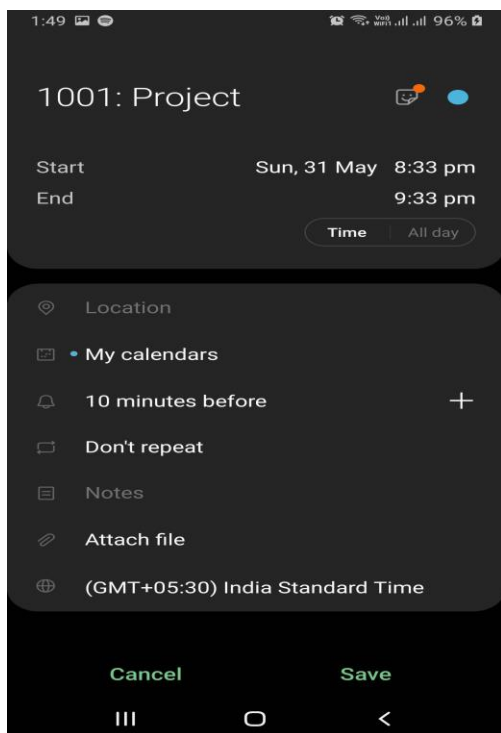 1:49 Vo)) WiFi1 96%
1001: Project
Start Sun, 31 May 8:33 pm
End 9:33 pm
Time All day
Location
My calendars
10 minutes before
Don't repeat
Notes
Attach file
(GMT+05:30) India Standard Time
Cancel Save